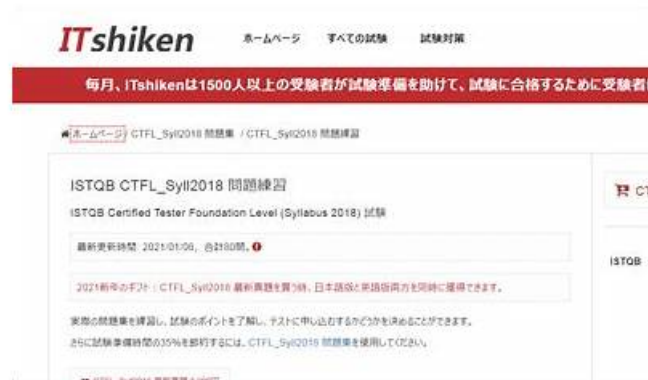 ITshiken ホームページ すべての試験 試験対策
毎月、ITshikenは1500人以上の受験者が試験準備を助けて、試験に合格するために受験者
ホームページ / CTFL_Syll2018 問題集 / CTFL_Syll2018 問題練習
ISTQB CTFL_Syll2018 問題練習
ISTQB Certified Tester Foundation Level (Syllabus 2018) 試験
最新更新時間: 2021/01/06, 合計80問。
2021新年のギフト:CTFL_Syll2018 最新真題を買う時、日本語版と英語版両方を同時に獲得できます。
実際の問題集を練習し、試験のポイントを了解し、テストに申し込むするかどうかを決めることができます。
さらに試験準備時間の35%を節約するには、CTFL_Syll2018 問題集を使用してください。
CT
ISTQB